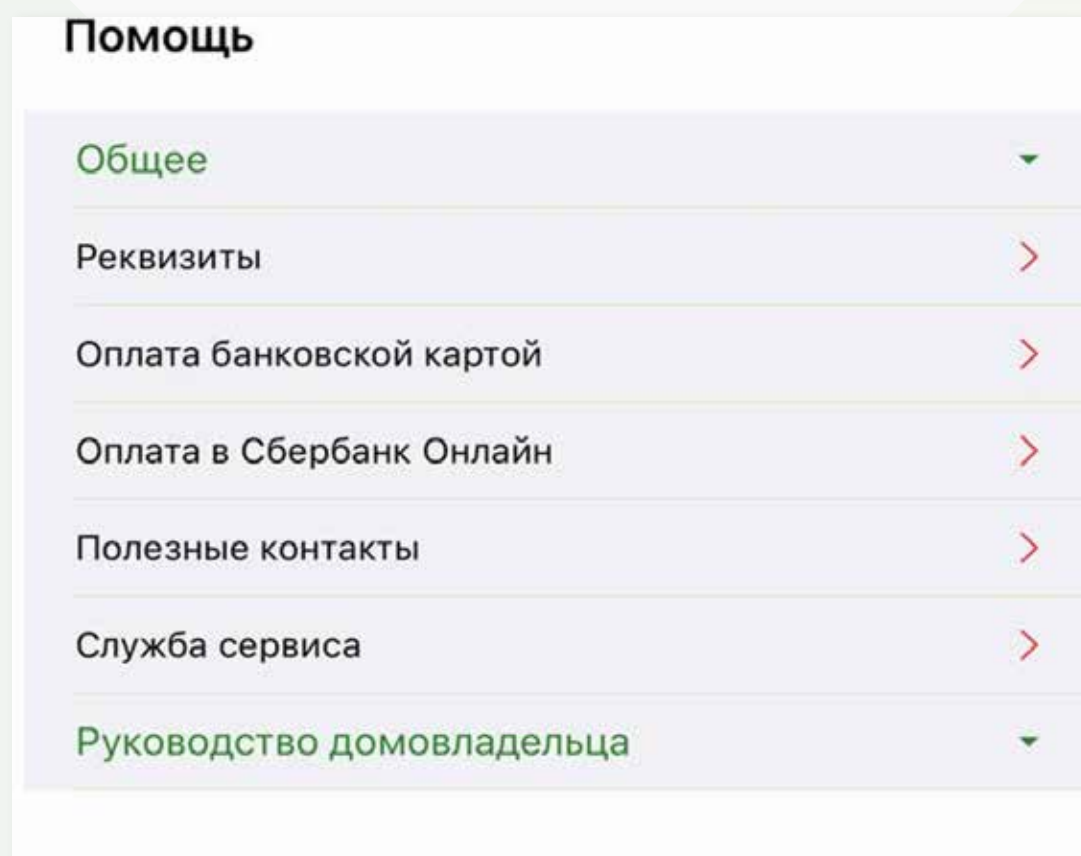 Помощь
Общее
Реквизиты
Оплата банковской картой
Оплата в Сбербанк Онлайн
Полезные контакты
Служба сервиса
Руководство домовладельца